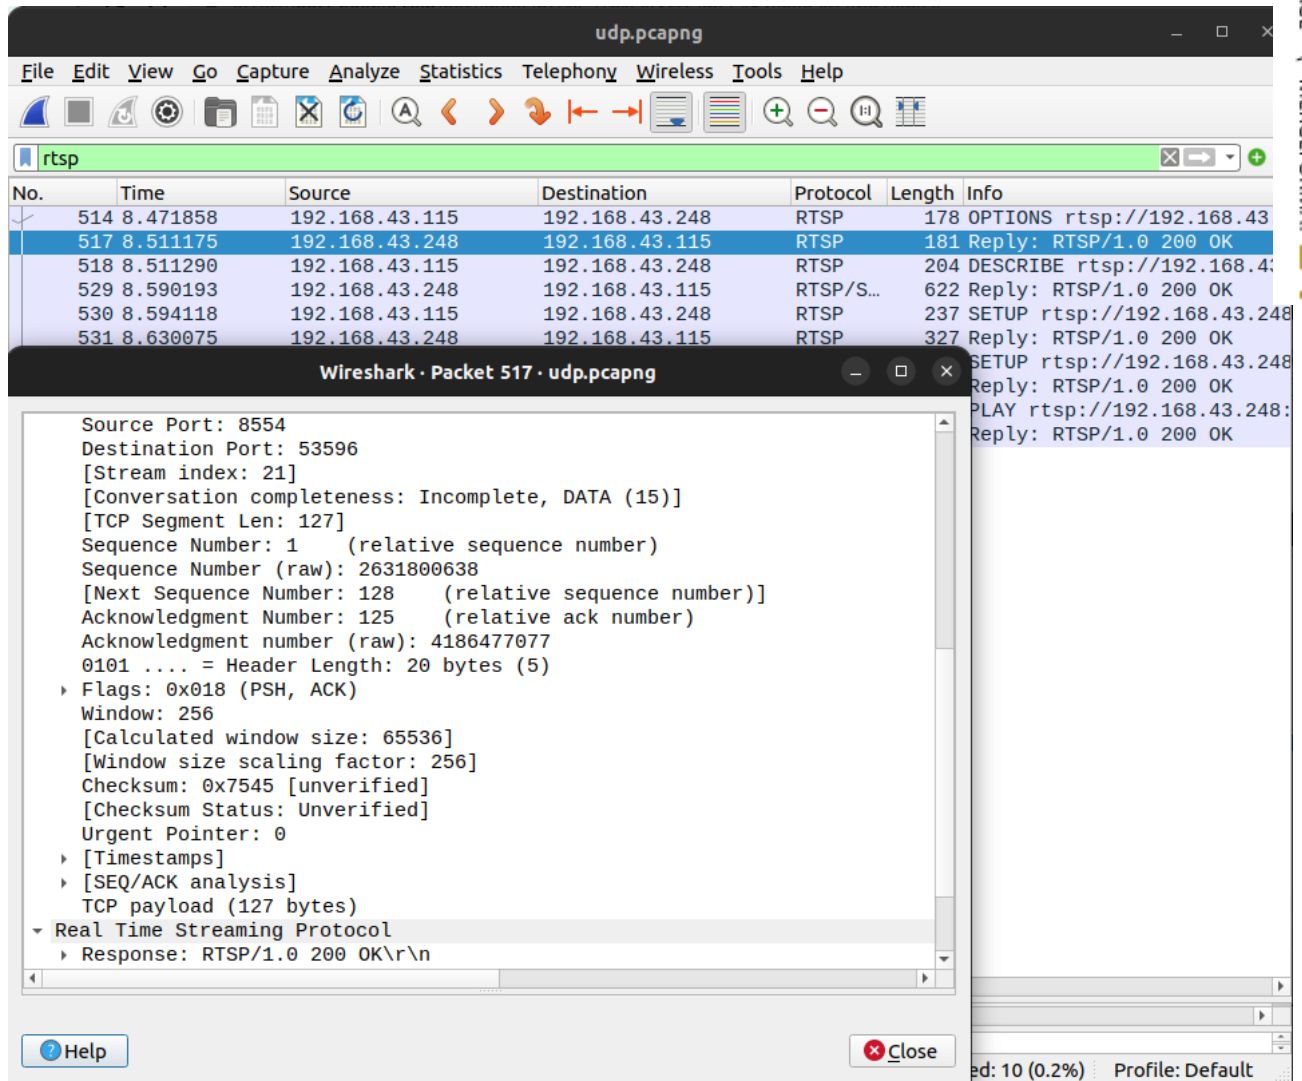 udp.pcapng
File Edit View Go Capture Analyze Statistics Telephony Wireless Tools Help
rtsp
No. Time Source Destination Protocol Length Info
514 8.471858 192.168.43.115 192.168.43.248 RTSP 178 OPTIONS rtsp://192.168.43
517 8.511175 192.168.43.248 192.168.43.115 RTSP 181 Reply: RTSP/1.0 200 OK
518 8.511290 192.168.43.115 192.168.43.248 RTSP 204 DESCRIBE rtsp://192.168.43
529 8.590193 192.168.43.248 192.168.43.115 RTSP/S… 622 Reply: RTSP/1.0 200 OK
530 8.594118 192.168.43.115 192.168.43.248 RTSP 237 SETUP rtsp://192.168.43.248
531 8.630075 192.168.43.248 192.168.43.115 RTSP 327 Reply: RTSP/1.0 200 OK
SETUP rtsp://192.168.43.248
Reply: RTSP/1.0 200 OK
PLAY rtsp://192.168.43.248:
Reply: RTSP/1.0 200 OK
Wireshark · Packet 517 · udp.pcapng
Source Port: 8554
Destination Port: 53596
[Stream index: 21]
[Conversation completeness: Incomplete, DATA (15)]
[TCP Segment Len: 127]
Sequence Number: 1 (relative sequence number)
Sequence Number (raw): 2631800638
[Next Sequence Number: 128 (relative sequence number)]
Acknowledgment Number: 125 (relative ack number)
Acknowledgment number (raw): 4186477077
0101 .... = Header Length: 20 bytes (5)
Flags: 0x018 (PSH, ACK)
Window: 256
[Calculated window size: 65536]
[Window size scaling factor: 256]
Checksum: 0x7545 [unverified]
[Checksum Status: Unverified]
Urgent Pointer: 0
[Timestamps]
[SEQ/ACK analysis]
TCP payload (127 bytes)
Real Time Streaming Protocol
Response: RTSP/1.0 200 OK\r\n
Help
Close
ed: 10 (0.2%) Profile: Default